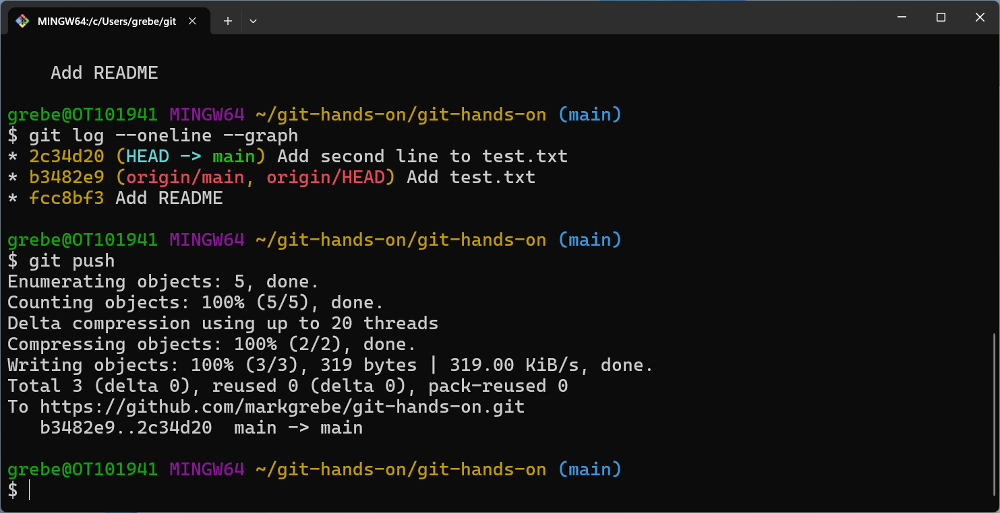 MINGW64:/c/Users/grebe/git
Add README
grebe@OT101941 MINGW64 ~/git-hands-on/git-hands-on (main)
$ git log --oneline --graph
* 2c34d20 (HEAD -> main) Add second line to test.txt
* b3482e9 (origin/main, origin/HEAD) Add test.txt
* fcc8bf3 Add README
grebe@OT101941 MINGW64 ~/git-hands-on/git-hands-on (main)
$ git push
Enumerating objects: 5, done.
Counting objects: 100% (5/5), done.
Delta compression using up to 20 threads
Compressing objects: 100% (2/2), done.
Writing objects: 100% (3/3), 319 bytes | 319.00 KiB/s, done.
Total 3 (delta 0), reused 0 (delta 0), pack-reused 0
To https://github.com/markgrebe/git-hands-on.git
   b3482e9..2c34d20  main -> main
grebe@OT101941 MINGW64 ~/git-hands-on/git-hands-on (main)
$